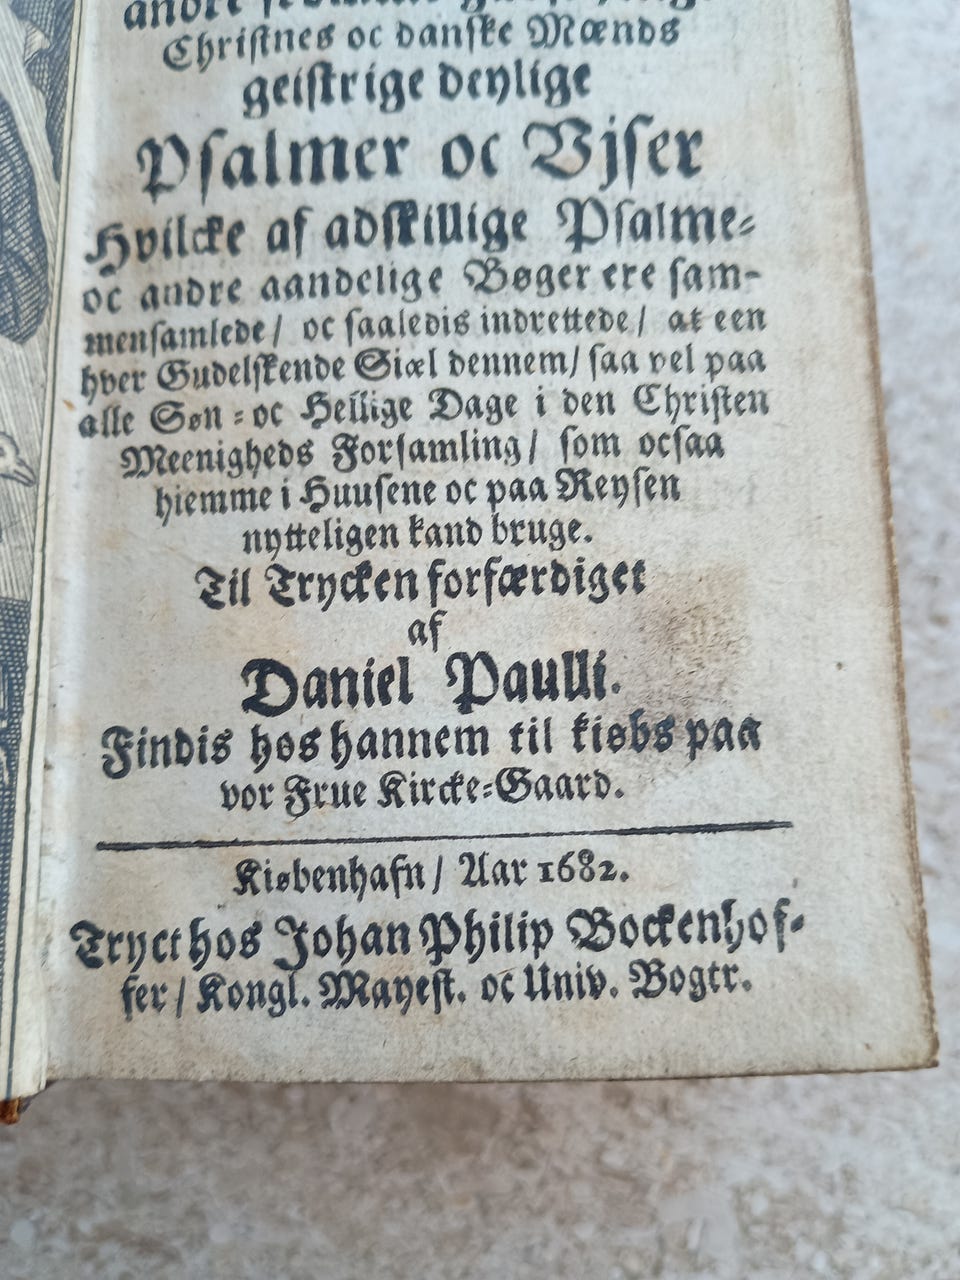 andre
Christnes oc danske Mænds
geistrige deylige
Psalmer oc Vjser
Hvilcke af adskillige Psalme-
oc andre aandelige Bøger ere sam-
mensamlede / oc saaledis indrettede / at een
hver Gudelskende Siæl dennem / saa vel paa
alle Søn- oc Hellige Dage i den Christen
Meenigheds Forsamling / som ocsaa
hiemme i Huusene oc paa Reysen
nytteligen kand bruge.
Til Trycken forfærdiget
af
Daniel Paulli.
Findis hos hannem til kiøbs paa
vor Frue Kircke-Gaard.
Kiøbenhafn / Aar 1682.
Tryct hos Johan Philip Bockenhof-
fer / Kongl. Mayest. oc Univ. Bogtr.